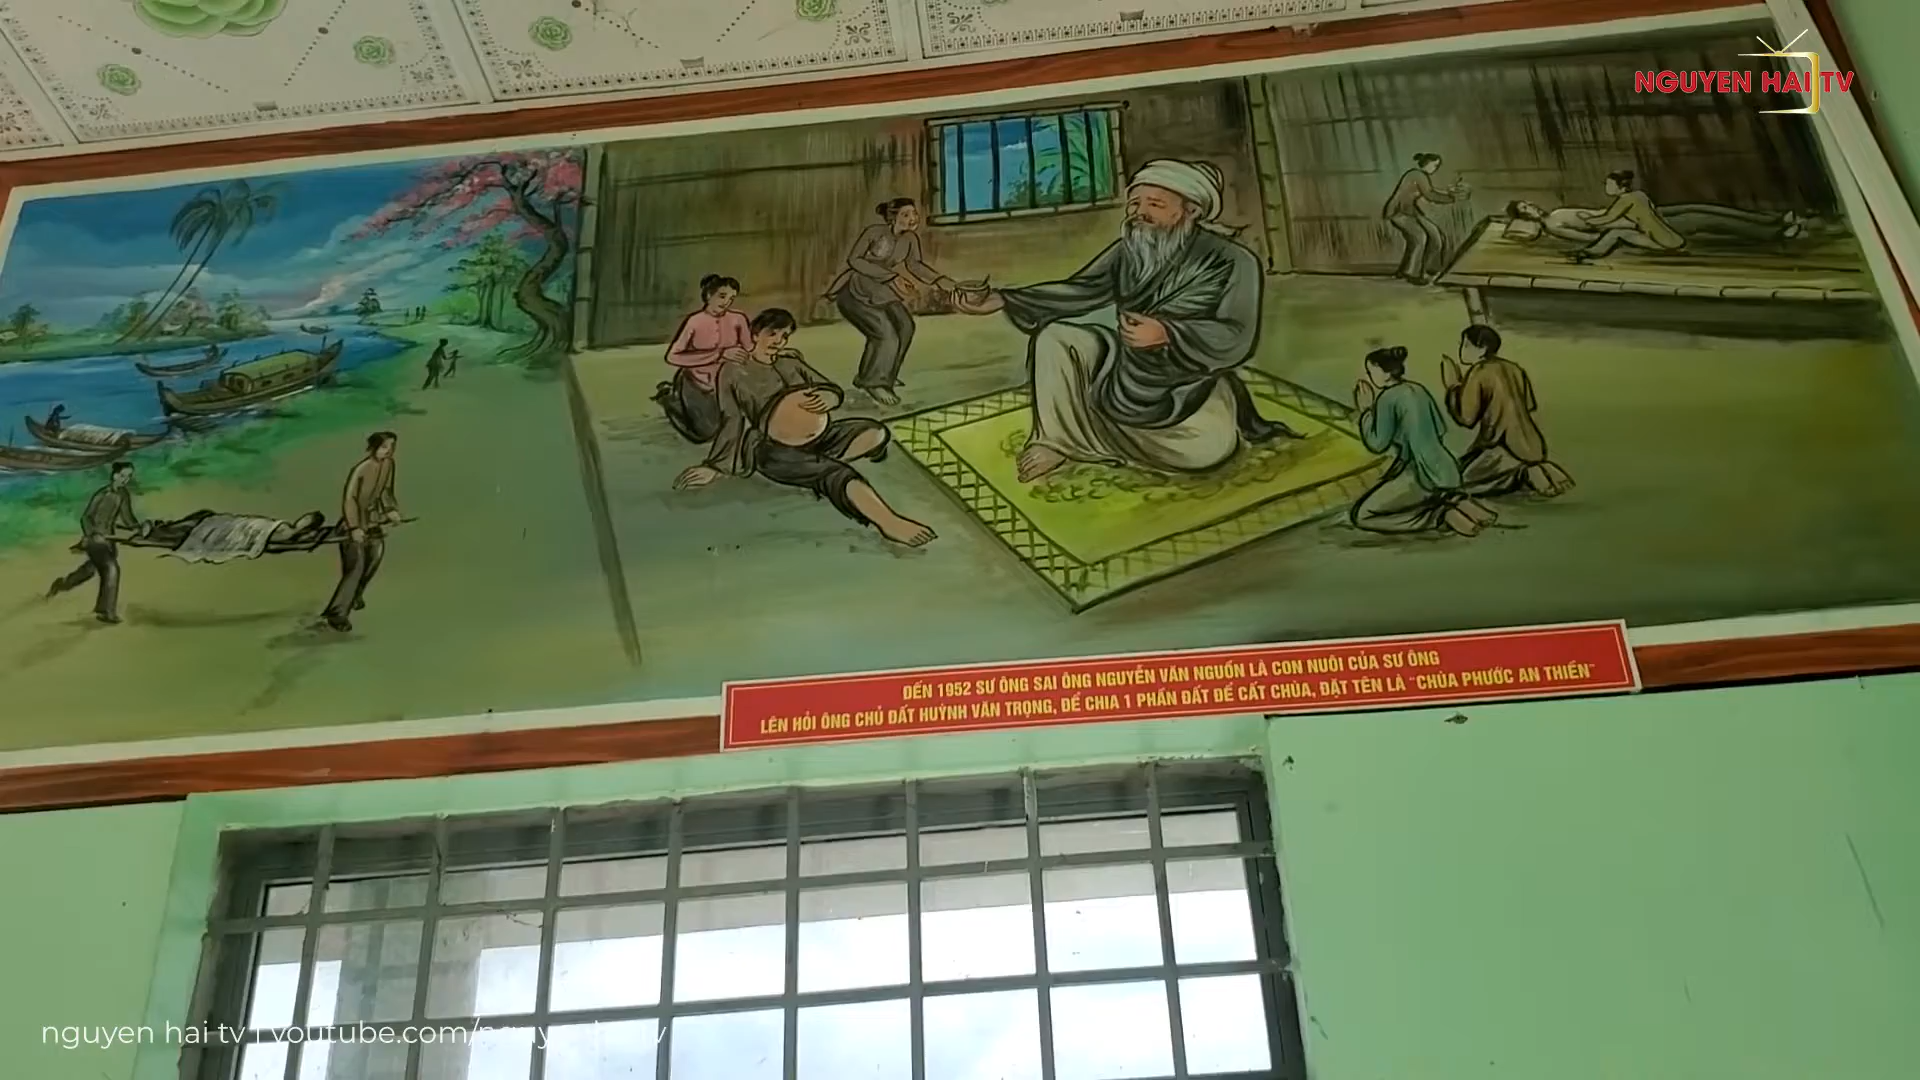 NGUYEN HAI TV
ĐẾN 1952 SƯ ÔNG SAI ÔNG NGUYỄN VĂN NGUỒN LÀ CON NUÔI CỦA SƯ ÔNG
LÊN HỎI ÔNG CHỦ ĐẤT HUỲNH VĂN TRỌNG, ĐỂ CHIA 1 PHẦN ĐẤT ĐỂ CẤT CHÙA, ĐẶT TÊN LÀ "CHÙA PHƯỚC AN THIỀN"
nguyen hai tv | youtube.com/nguyenhaitv